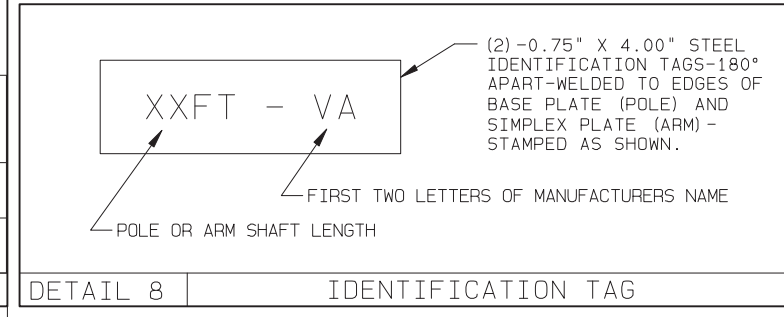 (2)-0.75" X 4.00" STEEL
IDENTIFICATION TAGS-180°
APART-WELDED TO EDGES OF
BASE PLATE (POLE) AND
SIMPLEX PLATE (ARM)-
STAMPED AS SHOWN.
XXFT - VA
FIRST TWO LETTERS OF MANUFACTURERS NAME
POLE OR ARM SHAFT LENGTH
DETAIL 8 IDENTIFICATION TAG